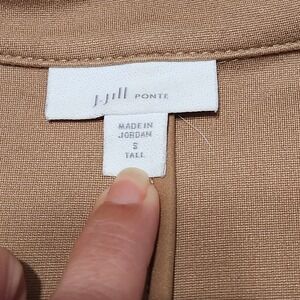 J.Jill PONTE
MADE IN
JORDAN
S
TALL